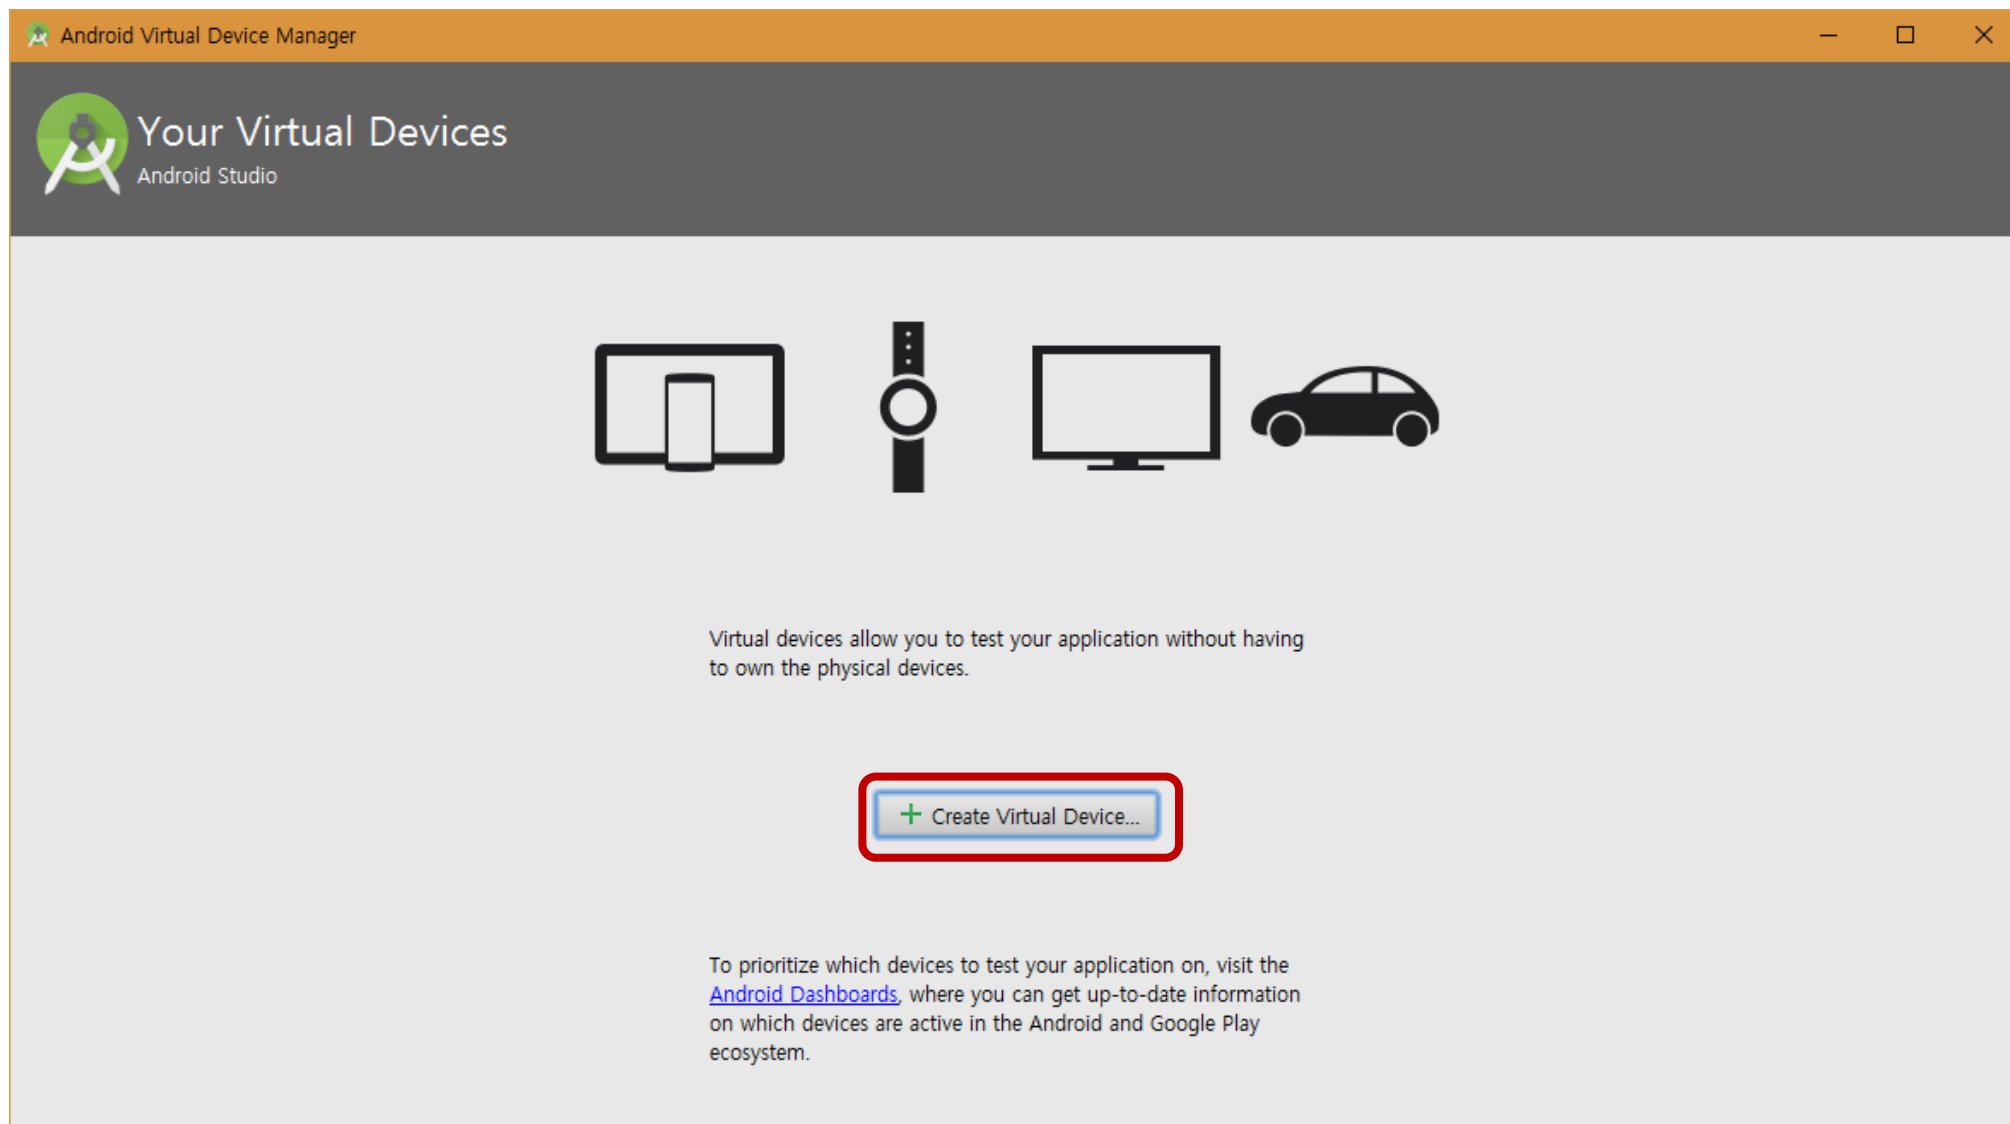 Android Virtual Device Manager
Your Virtual Devices
Android Studio
Virtual devices allow you to test your application without having
to own the physical devices.
Create Virtual Device...
To prioritize which devices to test your application on, visit the
Android Dashboards, where you can get up-to-date information
on which devices are active in the Android and Google Play
ecosystem.